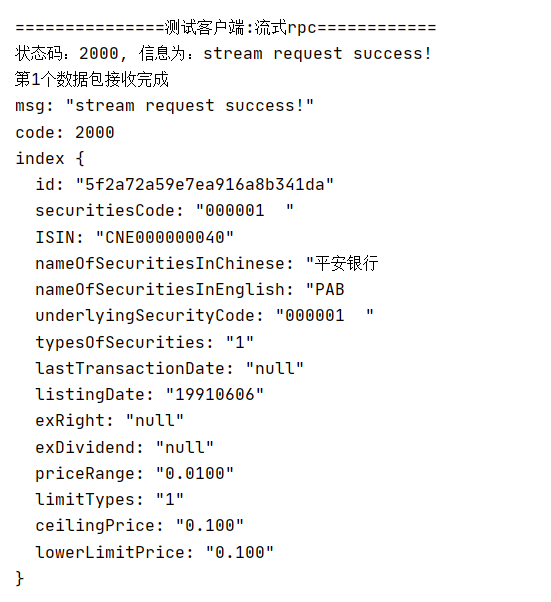 ===============测试客户端:流式rpc============
状态码：2000, 信息为：stream request success!
第1个数据包接收完成
msg: "stream request success!"
code: 2000
index {
  id: "5f2a72a59e7ea916a8b341da"
  securitiesCode: "000001  "
  ISIN: "CNE000000040"
  nameOfSecuritiesInChinese: "平安银行
  nameOfSecuritiesInEnglish: "PAB
  underlyingSecurityCode: "000001  "
  typesOfSecurities: "1"
  lastTransactionDate: "null"
  listingDate: "19910606"
  exRight: "null"
  exDividend: "null"
  priceRange: "0.0100"
  limitTypes: "1"
  ceilingPrice: "0.100"
  lowerLimitPrice: "0.100"
}